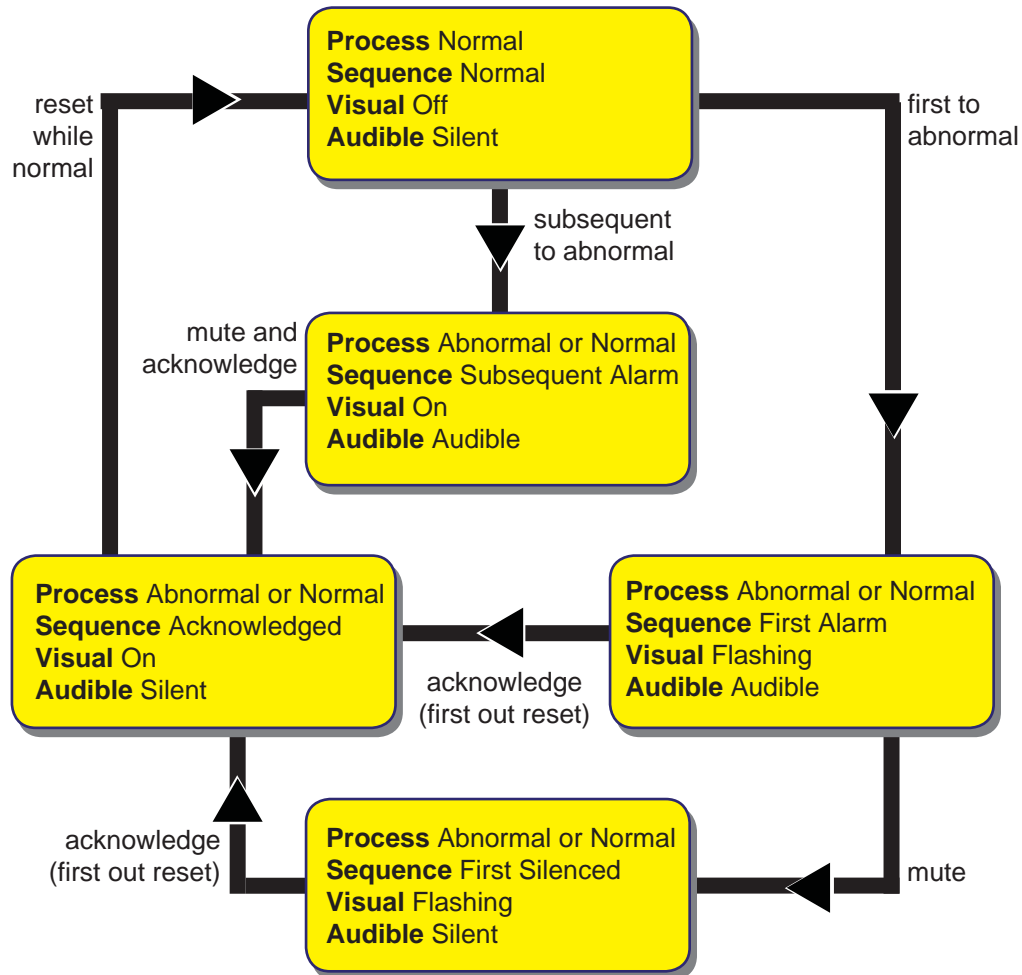 Process Normal
Sequence Normal
Visual Off
Audible Silent
reset
while
normal
first to
abnormal
subsequent
to abnormal
mute and
acknowledge
Process Abnormal or Normal
Sequence Subsequent Alarm
Visual On
Audible Audible
Process Abnormal or Normal
Sequence Acknowledged
Visual On
Audible Silent
Process Abnormal or Normal
Sequence First Alarm
Visual Flashing
Audible Audible
acknowledge
(first out reset)
acknowledge
(first out reset)
Process Abnormal or Normal
Sequence First Silenced
Visual Flashing
Audible Silent
mute